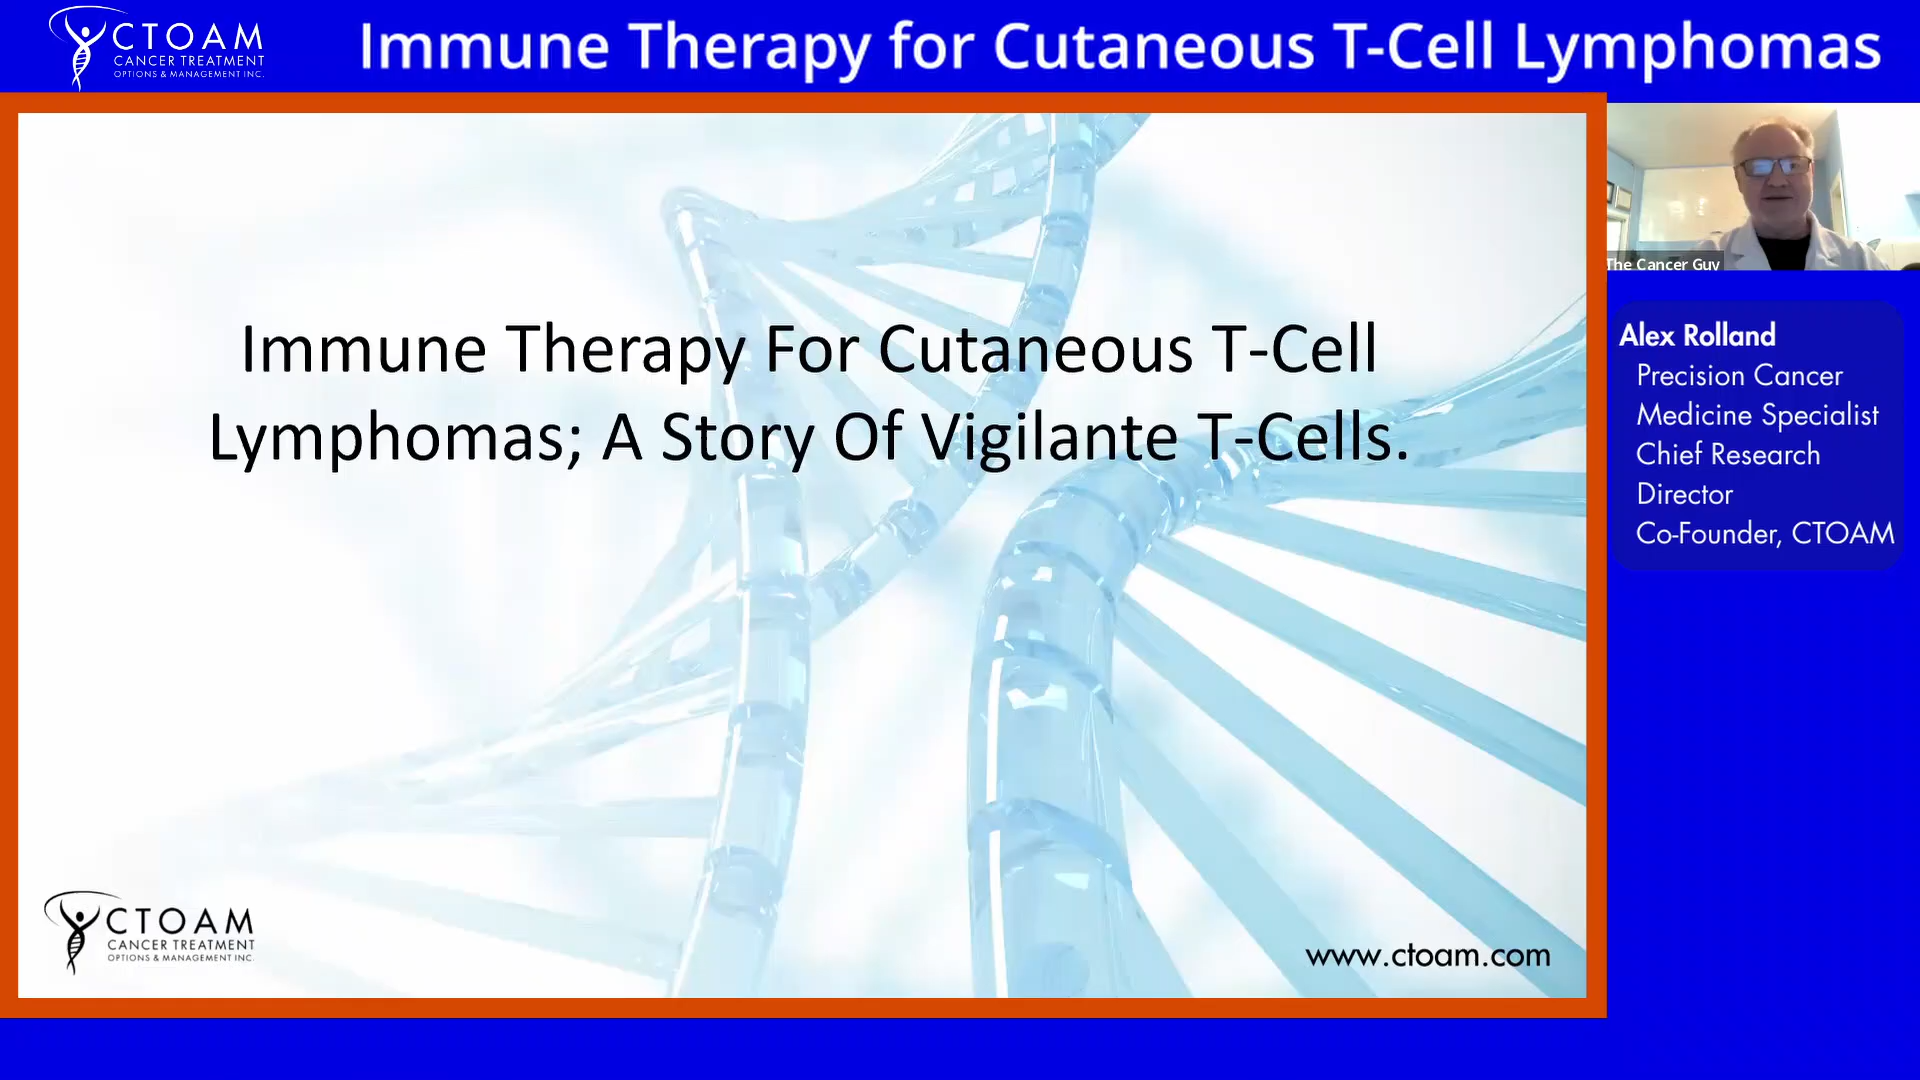 CTOAM
CANCER TREATMENT
OPTIONS & MANAGEMENT INC.
Immune Therapy for Cutaneous T-Cell Lymphomas
Immune Therapy For Cutaneous T-Cell
Lymphomas; A Story Of Vigilante T-Cells.
CTOAM
CANCER TREATMENT
OPTIONS & MANAGEMENT INC.
www.ctoam.com
The Cancer Guy
Alex Rolland
Precision Cancer
Medicine Specialist
Chief Research
Director
Co-Founder, CTOAM